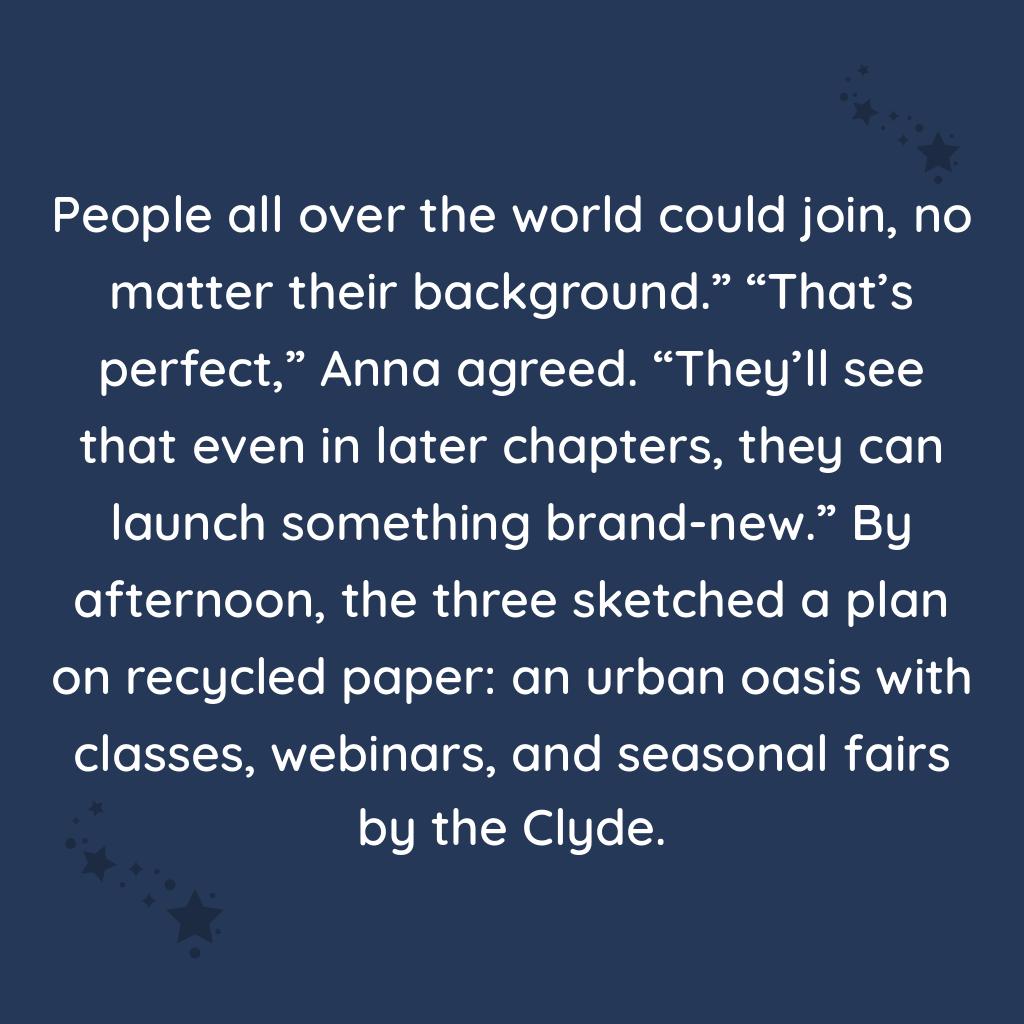 People all over the world could join, no
matter their background.” “That’s
perfect,” Anna agreed. “They’ll see
that even in later chapters, they can
launch something brand-new.” By
afternoon, the three sketched a plan
on recycled paper: an urban oasis with
classes, webinars, and seasonal fairs
by the Clyde.